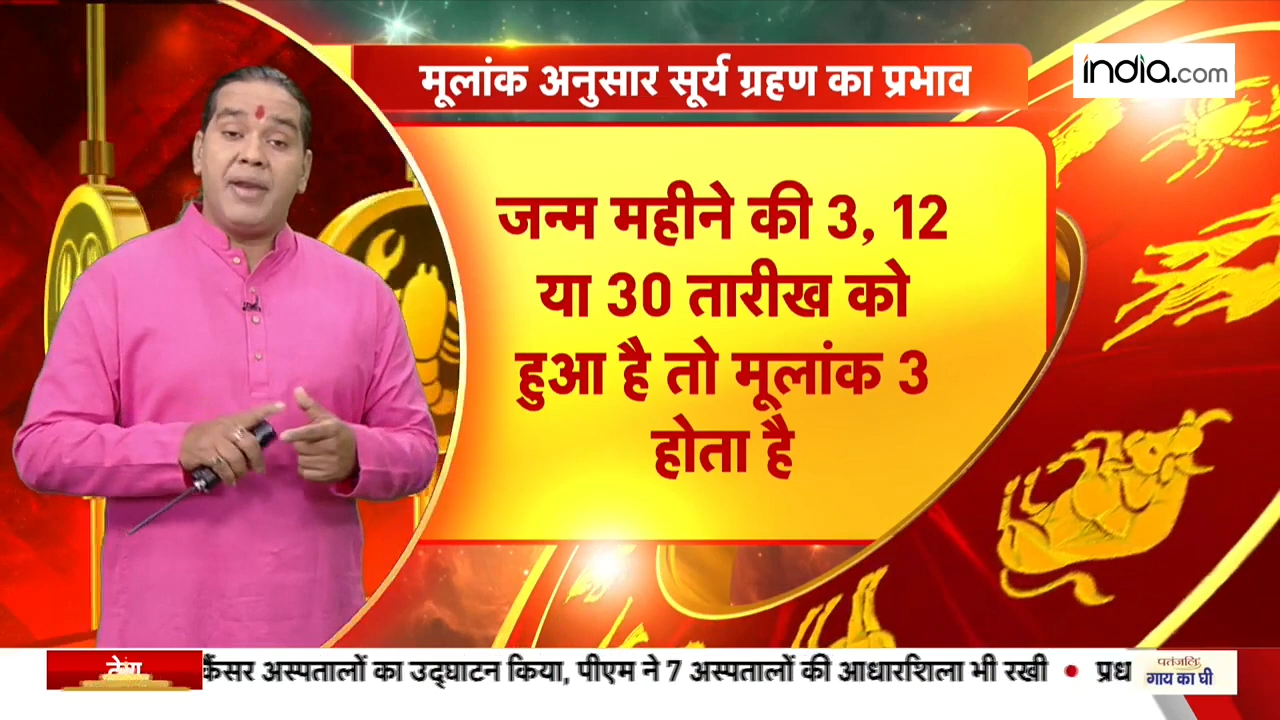 मूलांक अनुसार सूर्य ग्रहण का प्रभाव
india.com
जन्म महीने की 3, 12
या 30 तारीख को
हुआ है तो मूलांक 3
होता है
कैंसर अस्पतालों का उद्घाटन किया, पीएम ने 7 अस्पतालों की आधारशिला भी रखी • प्रध
पतंजलि
गाय का घी